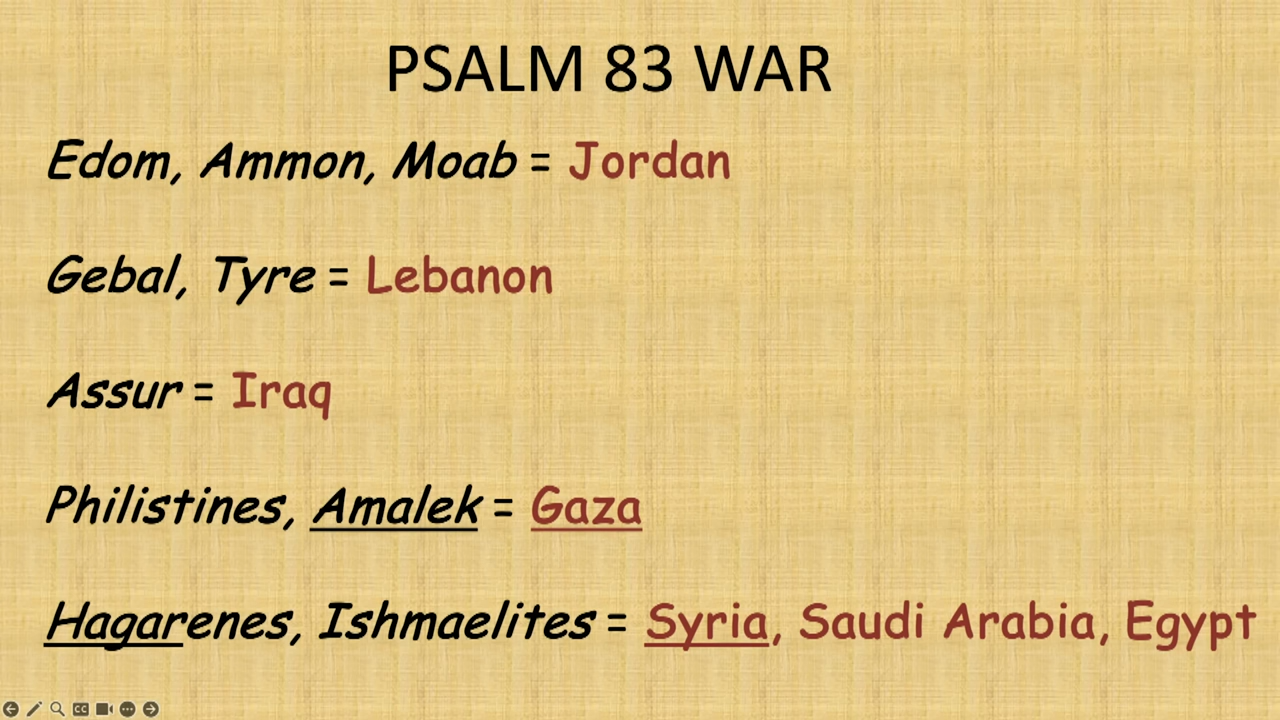 PSALM 83 WAR
Edom, Ammon, Moab = Jordan
Gebal, Tyre = Lebanon
Assur = Iraq
Philistines, Amalek = Gaza
Hagarenes, Ishmaelites = Syria, Saudi Arabia, Egypt
CC